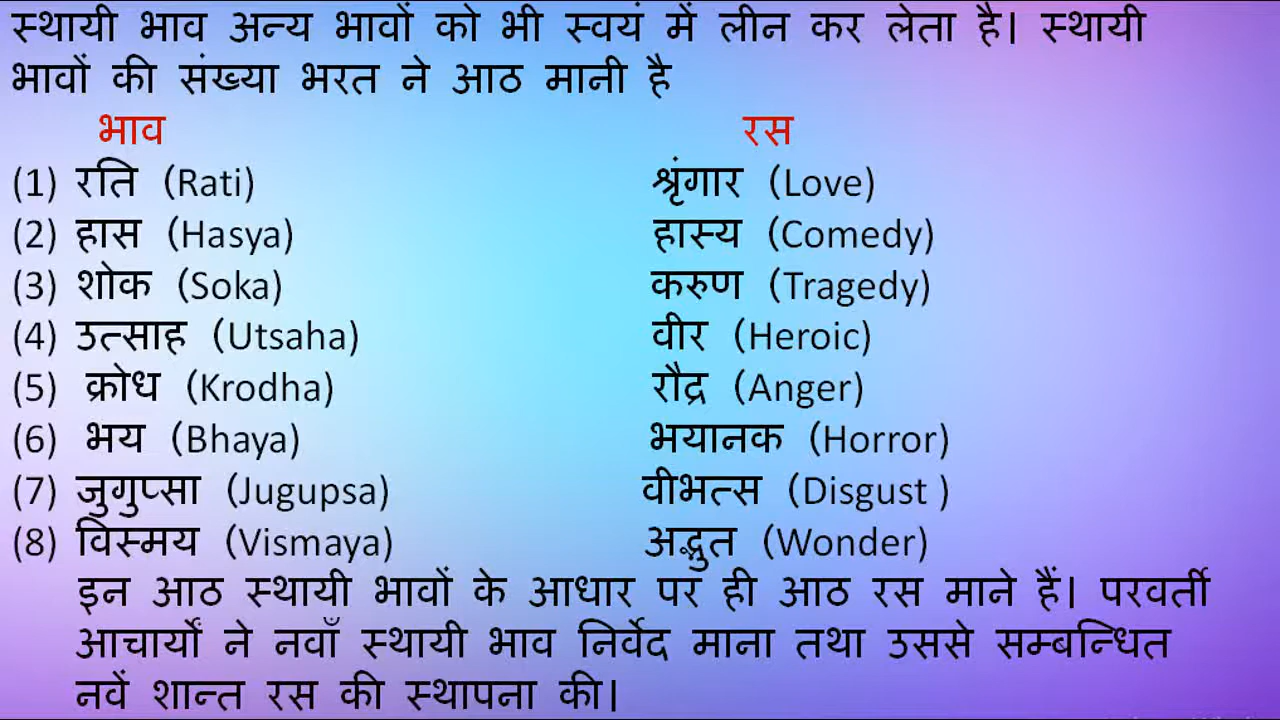 स्थायी भाव अन्य भावों को भी स्वयं में लीन कर लेता है। स्थायी
भावों की संख्या भरत ने आठ मानी है
भाव रस
(1) रति (Rati) श्रृंगार (Love)
(2) हास (Hasya) हास्य (Comedy)
(3) शोक (Soka) करुण (Tragedy)
(4) उत्साह (Utsaha) वीर (Heroic)
(5) क्रोध (Krodha) रौद्र (Anger)
(6) भय (Bhaya) भयानक (Horror)
(7) जुगुप्सा (Jugupsa) वीभत्स (Disgust )
(8) विस्मय (Vismaya) अद्भुत (Wonder)
इन आठ स्थायी भावों के आधार पर ही आठ रस माने हैं। परवर्ती
आचार्यों ने नवाँ स्थायी भाव निर्वेद माना तथा उससे सम्बन्धित
नवें शान्त रस की स्थापना की।